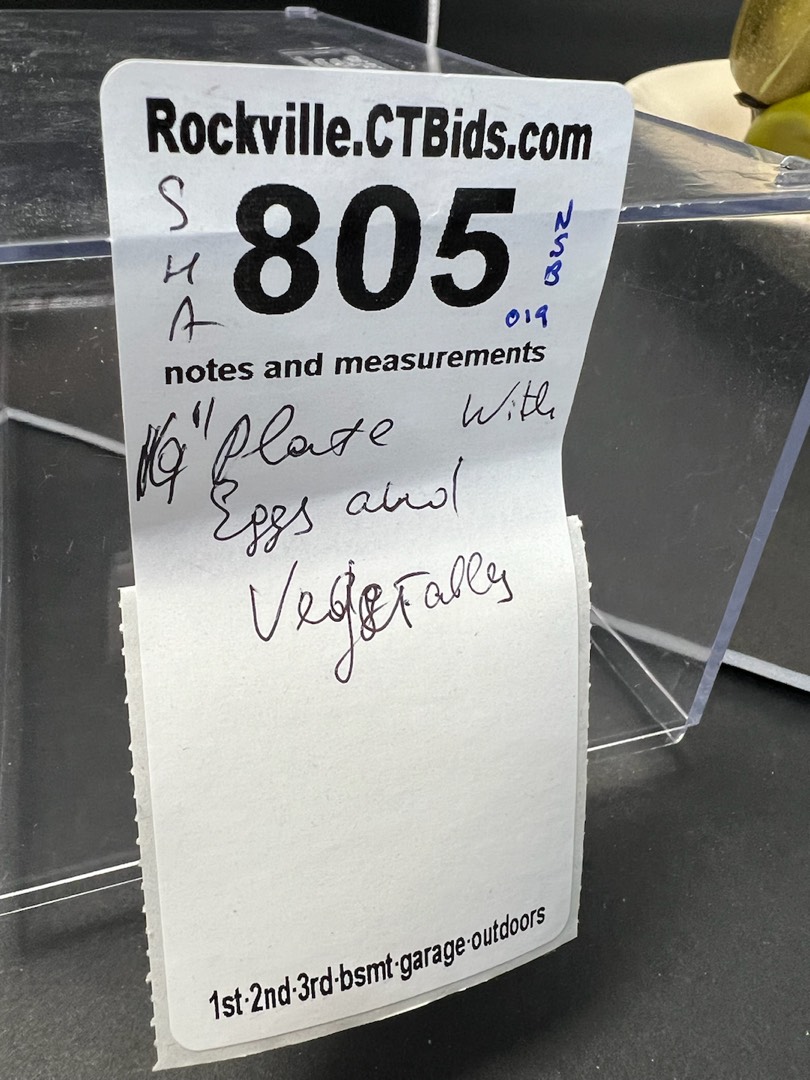 Rockville.CTBids.com
S H A
805
NSB
019
notes and measurements
Plate With
Eggs and
Vegetables
1st·2nd·3rd·bsmt·garage·outdoors